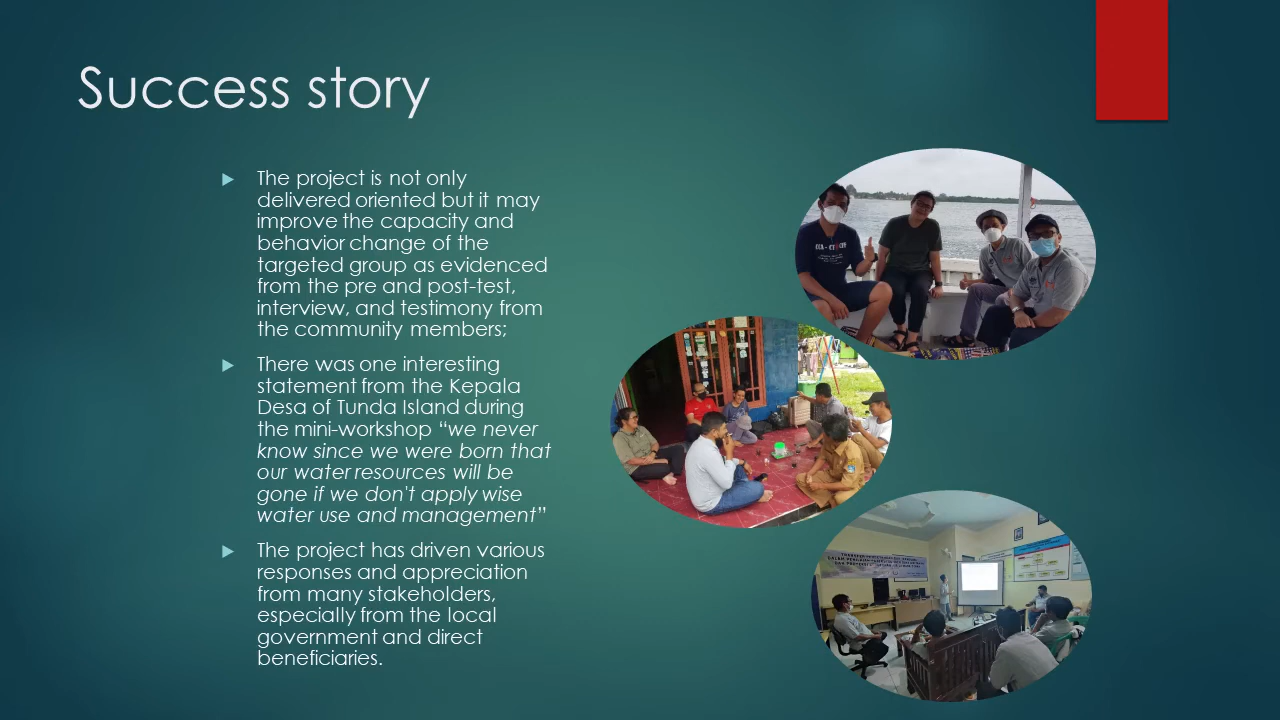 Success story
The project is not only
delivered oriented but it may
improve the capacity and
behavior change of the
targeted group as evidenced
from the pre and post-test,
interview, and testimony from
the community members;
There was one interesting
statement from the Kepala
Desa of Tunda Island during
the mini-workshop “we never
know since we were born that
our water resources will be
gone if we don't apply wise
water use and management”
The project has driven various
responses and appreciation
from many stakeholders,
especially from the local
government and direct
beneficiaries.